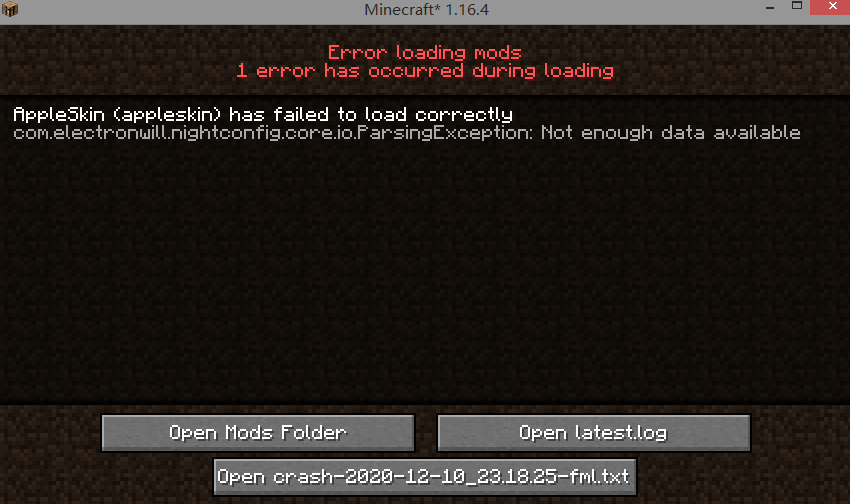 Minecraft* 1.16.4
Error loading mods
1 error has occurred during loading
AppleSkin (appleskin) has failed to load correctly
com.electronwill.nightconfig.core.io.ParsingException: Not enough data available
Open Mods Folder
Open latest.log
Open crash-2020-12-10_23.18.25-fml.txt